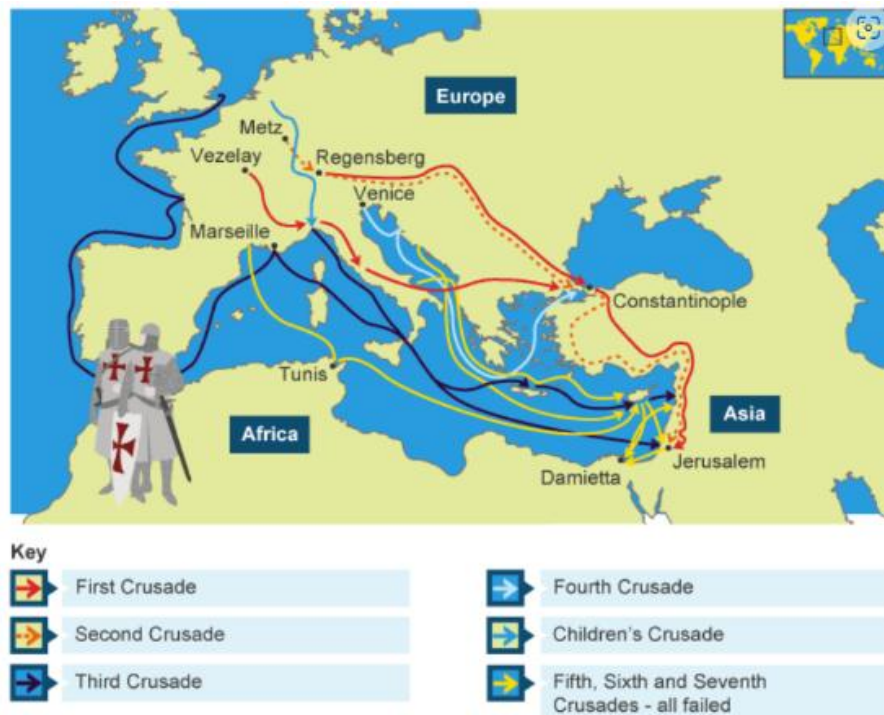 Europe
Metz
Vezelay
Regensberg
Venice
Marseille
Constantinople
Tunis
Africa
Asia
Damietta
Jerusalem
Key
First Crusade
Second Crusade
Third Crusade
Fourth Crusade
Children's Crusade
Fifth, Sixth and Seventh
Crusades - all failed